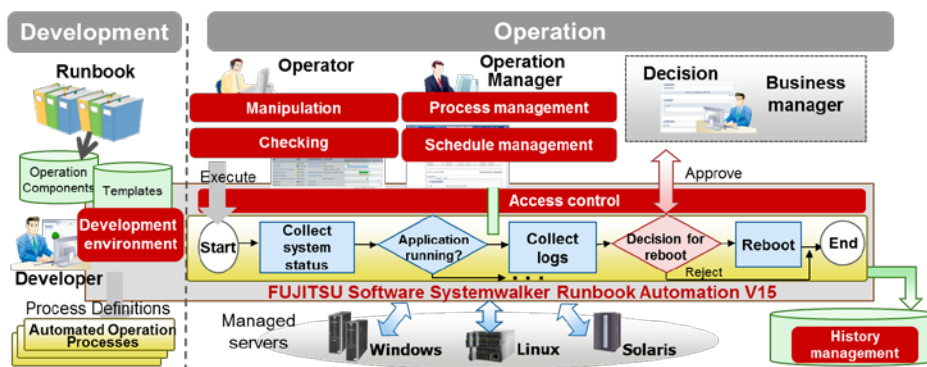 Development
Operation
Runbook
Operator
Operation
Manager
Decision
Business
manager
Manipulation
Process management
Checking
Schedule management
Operation
Components
Templates
Execute
Approve
Access control
Development
environment
Developer
Start
Collect
system
status
Application
running?
Collect
logs
Decision for
reboot
Reboot
End
Reject
FUJITSU Software Systemwalker Runbook Automation V15
Process Definitions
Automated Operation
Processes
Managed
servers
Windows
Linux
Solaris
History
management